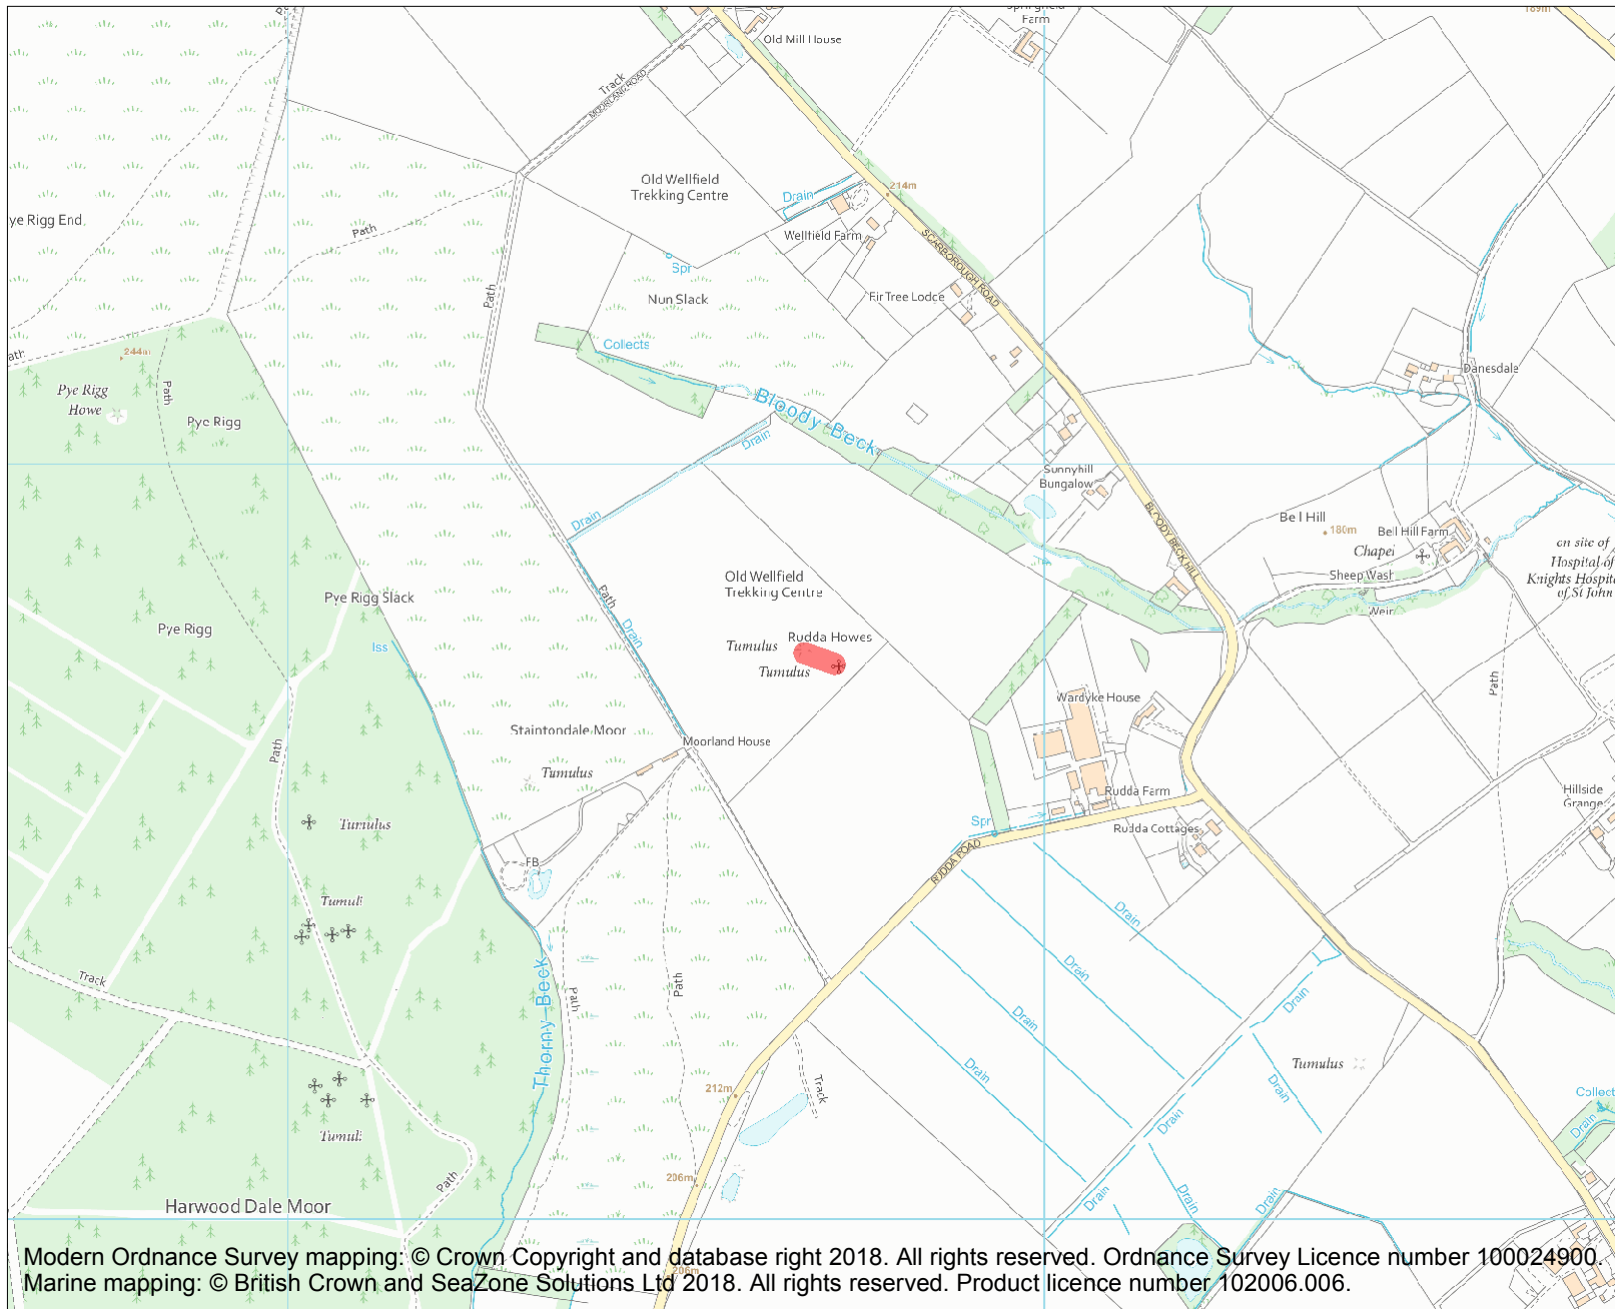 Springfield
Farm
189m
Pa
Old Mill House
Track
MOORLAND ROAD
Old Wellfield
Trekking Centre
Drain
214m
ye Rigg End
Path
Wellfield Farm
SCARBOROUGH ROAD
Spr
Nun Slack
Fir Tree Lodge
Path
Collects
ath
244m
Danesdale
Pye Rigg
Howe
Path
Pye Rigg
Bloody Beck
Drain
Sunnyhill
Bungalow
Drain
BLOODY BECK HILL
Bell Hill
180m
Bell Hill Farm
Chapel
on site of
Hospital of
Knights Hospita
of St John
Sheep Wash
Weir
Old Wellfield
Trekking Centre
Path
Pye Rigg Slack
Pye Rigg
Iss
Drain
Rudda Howes
Tumulus
Tumulus
Path
Wardyke House
Staintondale Moor
Moorland House
Path
Tumulus
Rudda Farm
Hillside
Grange
Tumulus
Spr
Rudda Cottages
RUDDA ROAD
FB
Tumuli
Drain
Track
Thorny Beck
Path
Path
Drain
Drain
Drain
Drain
Tumulus
212m
Track
Drain
Collect
Drain
Drain
Tumuli
Path
206m
Drain
Drain
Drain
Harwood Dale Moor
206m
Modern Ordnance Survey mapping: © Crown Copyright and database right 2018. All rights reserved. Ordnance Survey Licence number 100024900.
Marine mapping: © British Crown and SeaZone Solutions Ltd 2018. All rights reserved. Product licence number 102006.006.